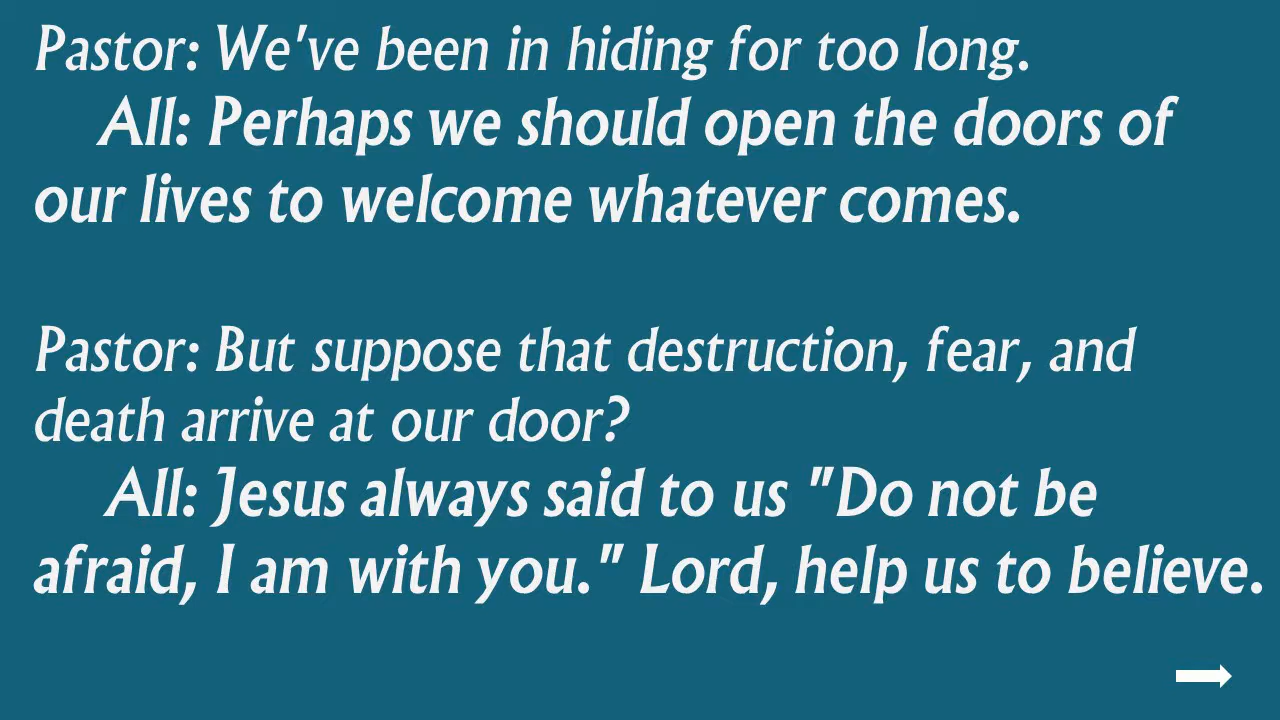 Pastor: We've been in hiding for too long.
All: Perhaps we should open the doors of
our lives to welcome whatever comes.
Pastor: But suppose that destruction, fear, and
death arrive at our door?
All: Jesus always said to us "Do not be
afraid, I am with you." Lord, help us to believe.